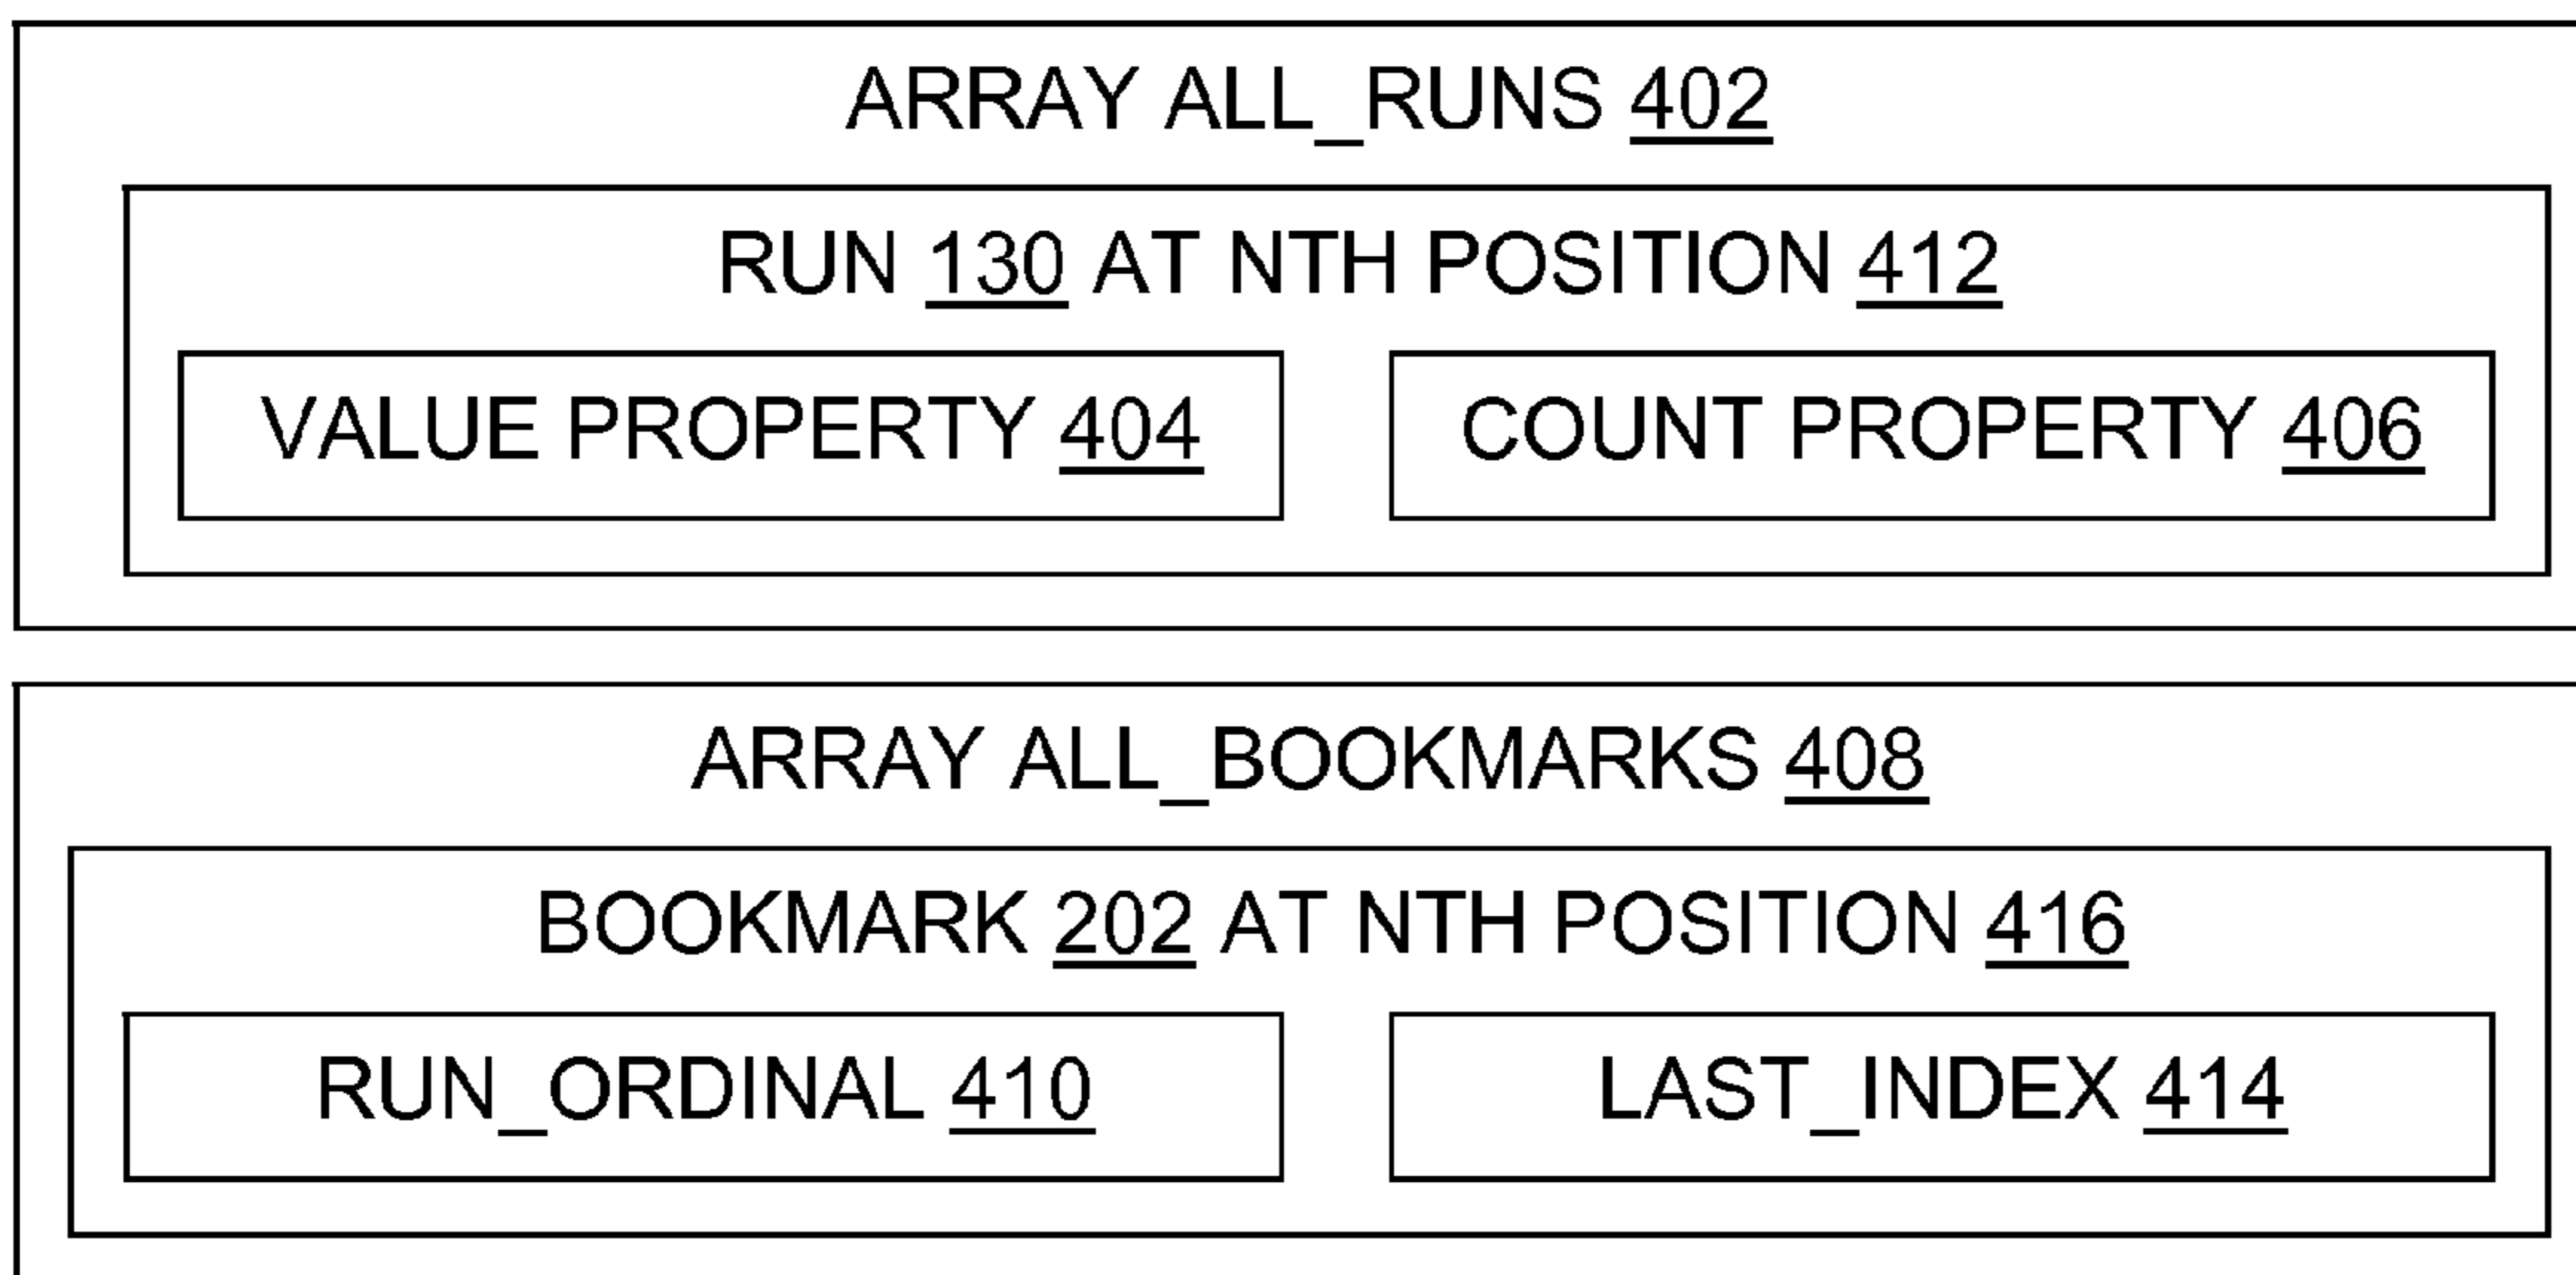 ARRAY ALL_RUNS 402
RUN 130 AT NTH POSITION 412
VALUE PROPERTY 404
COUNT PROPERTY 406
ARRAY ALL_BOOKMARKS 408
BOOKMARK 202 AT NTH POSITION 416
RUN_ORDINAL 410
LAST_INDEX 414